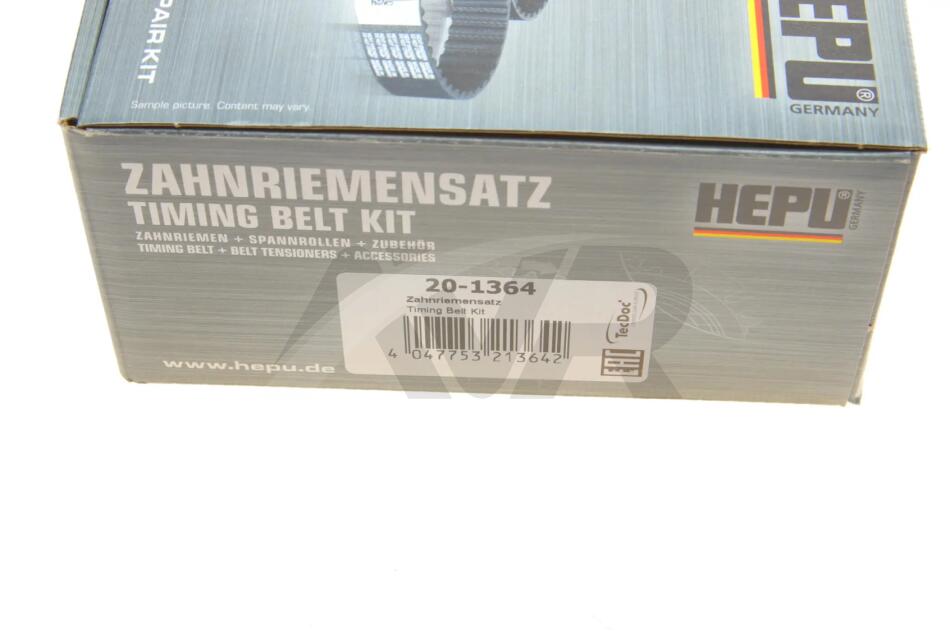 PAIR KIT
Sample picture. Content may vary.
HEPU®
GERMANY
ZAHNRIEMENSATZ
TIMING BELT KIT
ZAHNRIEMEN + SPANNROLLEN + ZUBEHÖR
TIMING BELT + BELT TENSIONERS + ACCESSORIES
HEPU®
GERMANY
20-1364
Zahnriemensatz
Timing Belt Kit
4 047753 213642
TecDoc
EAC
www.hepu.de